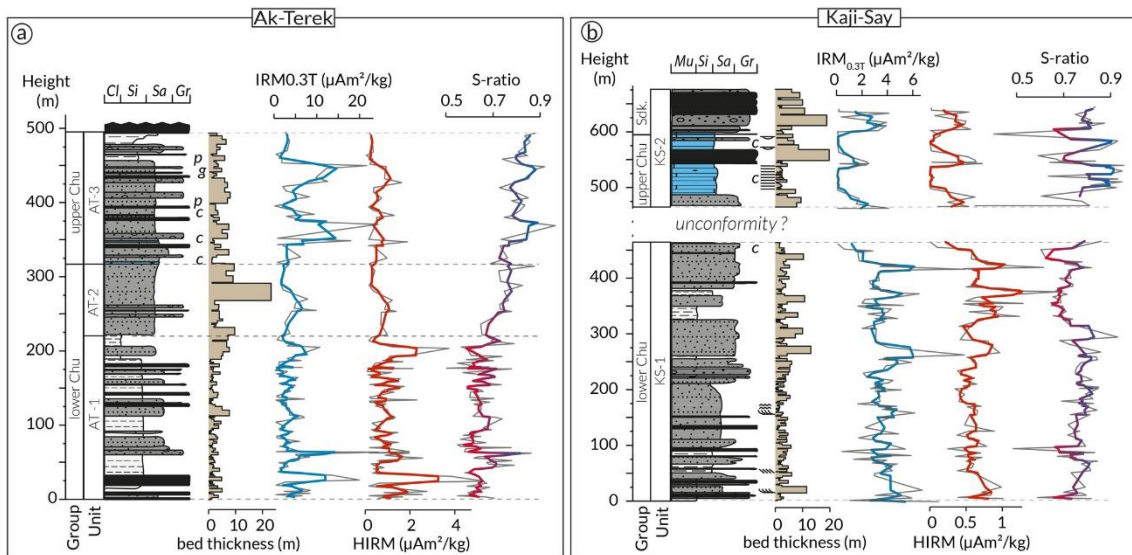 Ak-Terek
a
Height
(m)
Cl Si Sa Gr
IRM0.3T (µAm²/kg)
0 10 20
S-ratio
0.5 0.7 0.9
500
400
300
200
100
0
upper Chu
lower Chu
AT-3
AT-2
AT-1
p
g
p
c
c
c
0 10 20
bed thickness (m)
0 2 4
HIRM (µAm²/kg)
Group
Unit
Kaji-Say
b
Height
(m)
Mu Si Sa Gr
IRM0.3T (µAm²/kg)
0 2 4 6
S-ratio
0.5 0.7 0.9
600
500
Sdk.
upper Chu
KS-2
c
c
unconformity ?
400
300
200
100
0
lower Chu
KS-1
c
0 10 20
bed thickness (m)
0 0.5 1
HIRM (µAm²/kg)
Group
Unit